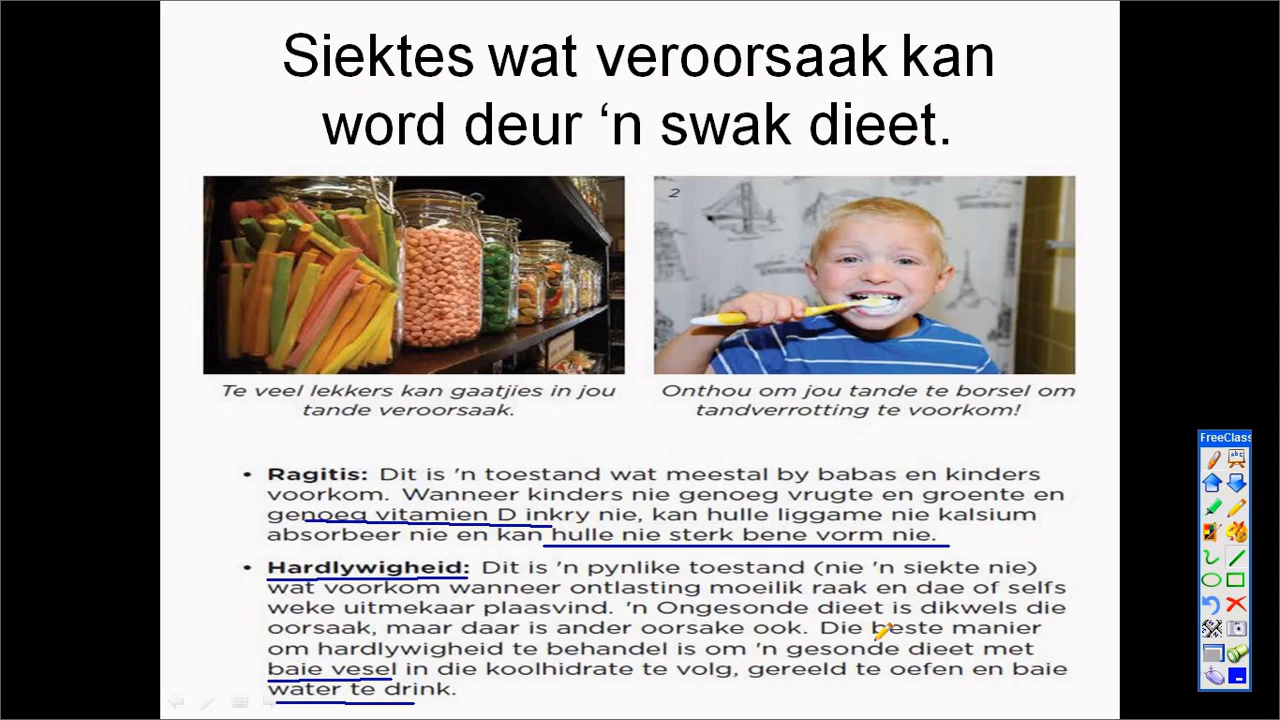 Siektes wat veroorsaak kan
word deur ‘n swak dieet.
2
Te veel lekkers kan gaatjies in jou
tande veroorsaak.
Onthou om jou tande te borsel om
tandverrotting te voorkom!
• Ragitis: Dit is 'n toestand wat meestal by babas en kinders
voorkom. Wanneer kinders nie genoeg vrugte en groente en
genoeg vitamien D inkry nie, kan hulle liggame nie kalsium
absorbeer nie en kan hulle nie sterk bene vorm nie.
• Hardlywigheid: Dit is 'n pynlike toestand (nie 'n siekte nie)
wat voorkom wanneer ontlasting moeilik raak en dae of selfs
weke uitmekaar plaasvind. 'n Ongesonde dieet is dikwels die
oorsaak, maar daar is ander oorsake ook. Die beste manier
om hardlywigheid te behandel is om 'n gesonde dieet met
baie vesel in die koolhidrate te volg, gereeld te oefen en baie
water te drink.
FreeClass
abc